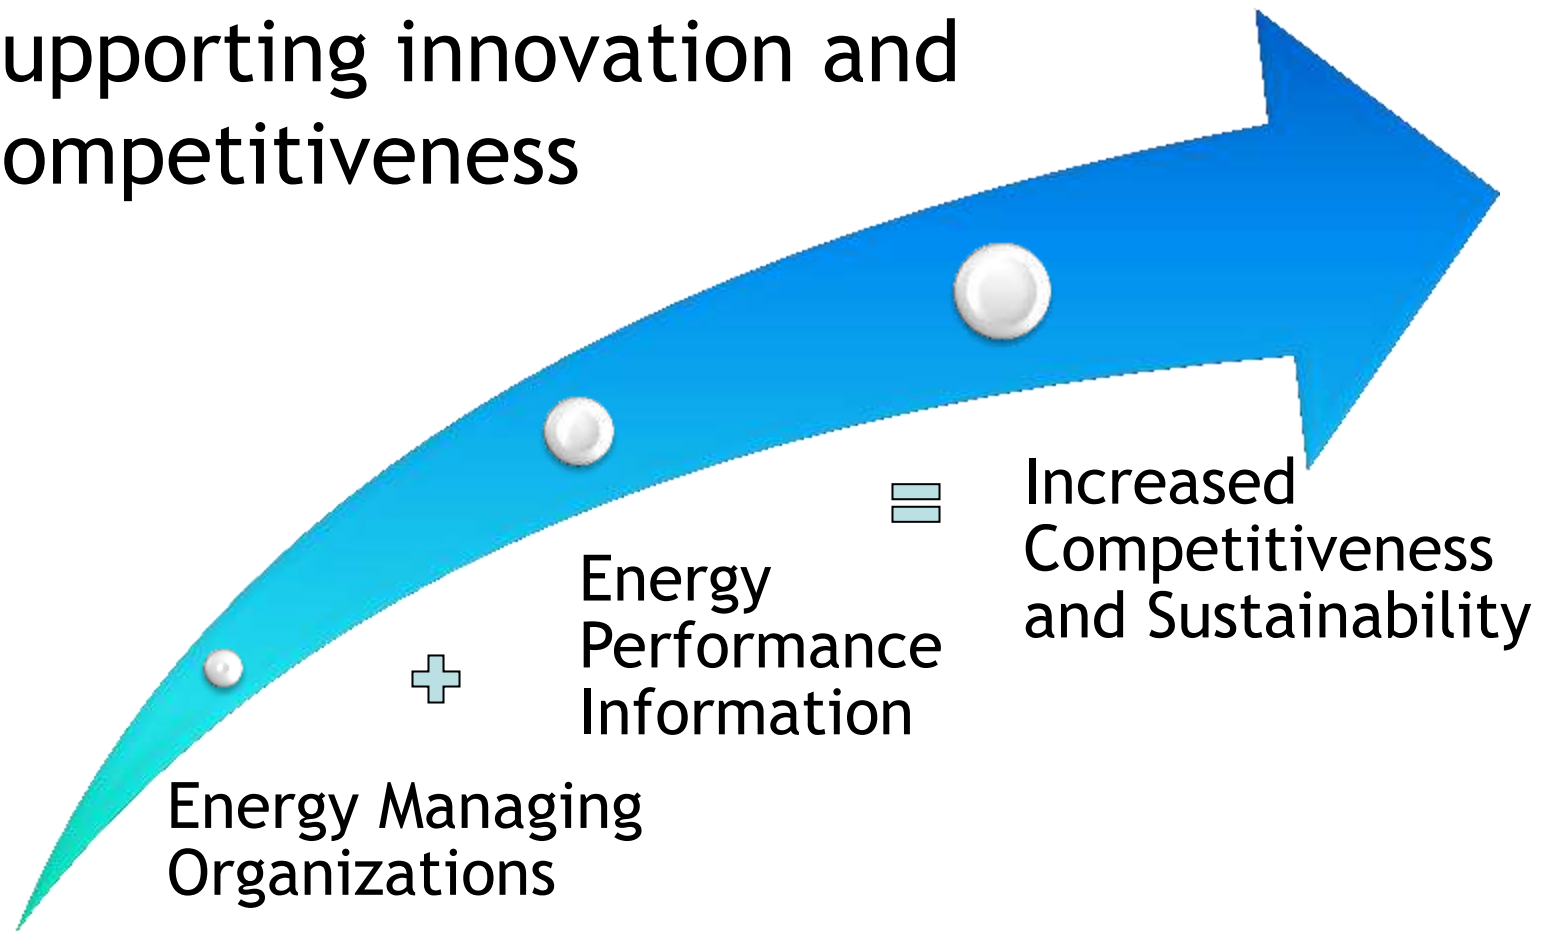 upporting innovation and
ompetitiveness
Increased
Competitiveness
and Sustainability
Energy
Performance
Information
Energy Managing
Organizations